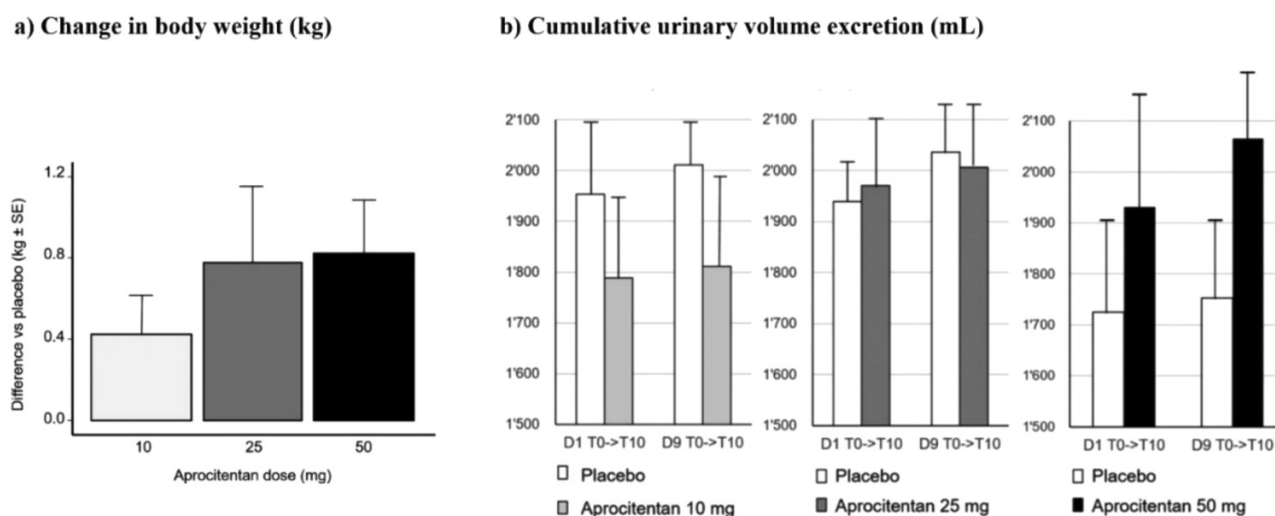 a) Change in body weight (kg)
b) Cumulative urinary volume excretion (mL)
Difference vs placebo (kg ± SE)
1.2
0.8
0.4
0.0
10
25
50
Aprocitentan dose (mg)
2'100
2'000
1'900
1'800
1'700
1'600
1'500
D1 T0->T10
D9 T0->T10
Placebo
Aprocitentan 10 mg
2'100
2'000
1'900
1'800
1'700
1'600
1'500
D1 T0->T10
D9 T0->T10
Placebo
Aprocitentan 25 mg
2'100
2'000
1'900
1'800
1'700
1'600
1'500
D1 T0->T10
D9 T0->T10
Placebo
Aprocitentan 50 mg